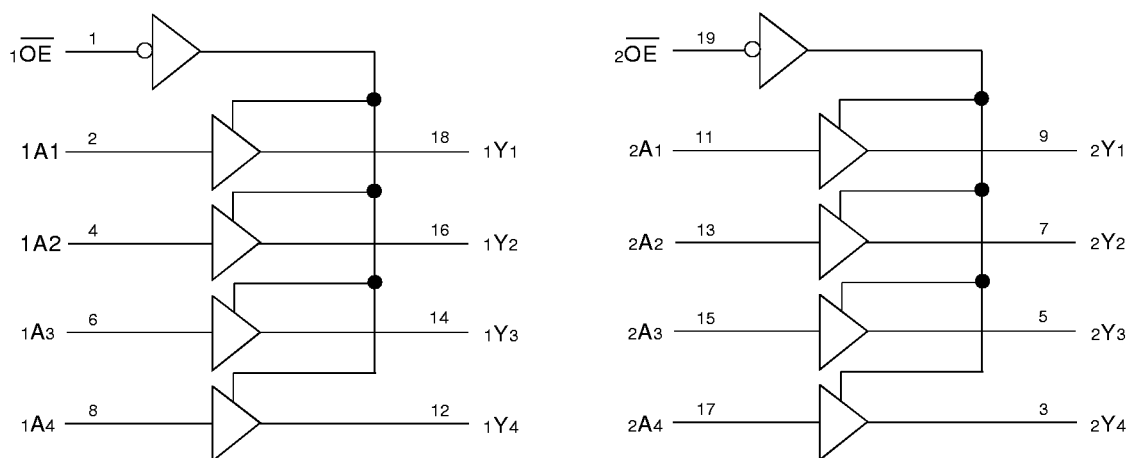 1OE 1
1A1 2 18 1Y1
1A2 4 16 1Y2
1A3 6 14 1Y3
1A4 8 12 1Y4
2OE 19
2A1 11 9 2Y1
2A2 13 7 2Y2
2A3 15 5 2Y3
2A4 17 3 2Y4